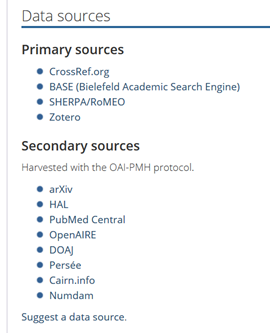 Data sources
Primary sources
CrossRef.org
BASE (Bielefeld Academic Search Engine)
SHERPA/RoMEO
Zotero
Secondary sources
Harvested with the OAI-PMH protocol.
arXiv
HAL
PubMed Central
OpenAIRE
DOAJ
Persée
Cairn.info
Numdam
Suggest a data source.